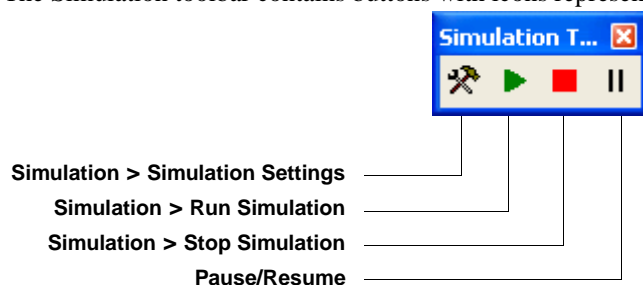 The Simulation toolbar contains buttons with icons represen
Simulation T...
Simulation > Simulation Settings
Simulation > Run Simulation
Simulation > Stop Simulation
Pause/Resume